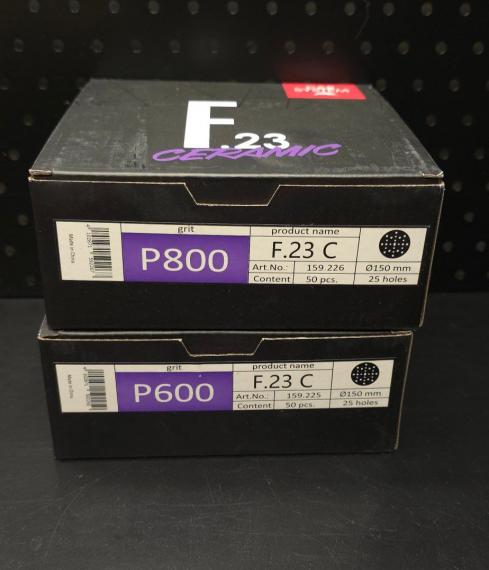 F.23
CERAMIC
Made in China
grit
product name
P800
F.23 C
Art.No.:
159.226
Ø150 mm
Content
50 pcs.
25 holes
Made in China
grit
product name
P600
F.23 C
Art.No.:
159.225
Ø150 mm
Content
50 pcs.
25 holes